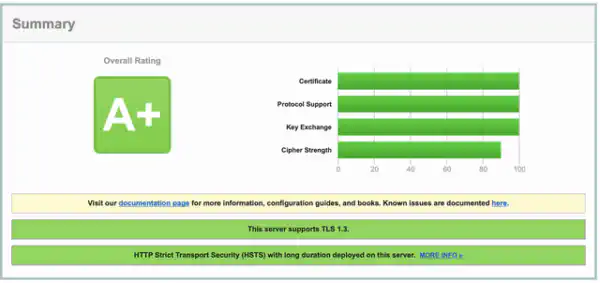 Summary
Overall Rating
A+
Certificate
Protocol Support
Key Exchange
Cipher Strength
0 20 40 60 80 100
Visit our documentation page for more information, configuration guides, and books. Known issues are documented here.
This server supports TLS 1.3.
HTTP Strict Transport Security (HSTS) with long duration deployed on this server. MORE INFO »